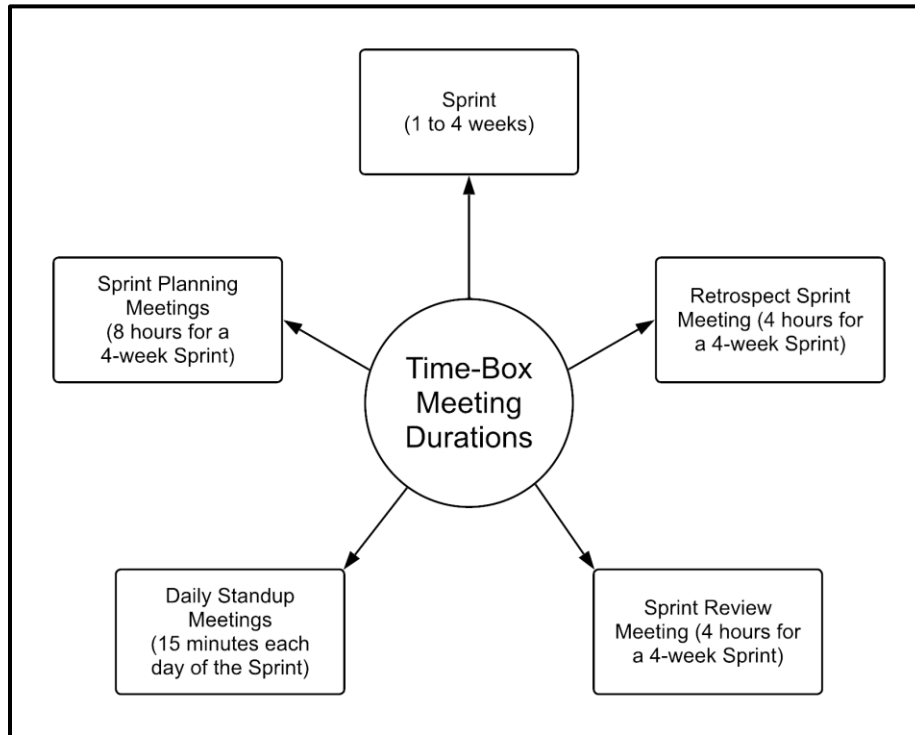 Sprint
(1 to 4 weeks)
Sprint Planning
Meetings
(8 hours for a
4-week Sprint)
Retrospect Sprint
Meeting (4 hours for
a 4-week Sprint)
Time-Box
Meeting
Durations
Daily Standup
Meetings
(15 minutes each
day of the Sprint)
Sprint Review
Meeting (4 hours for
a 4-week Sprint)